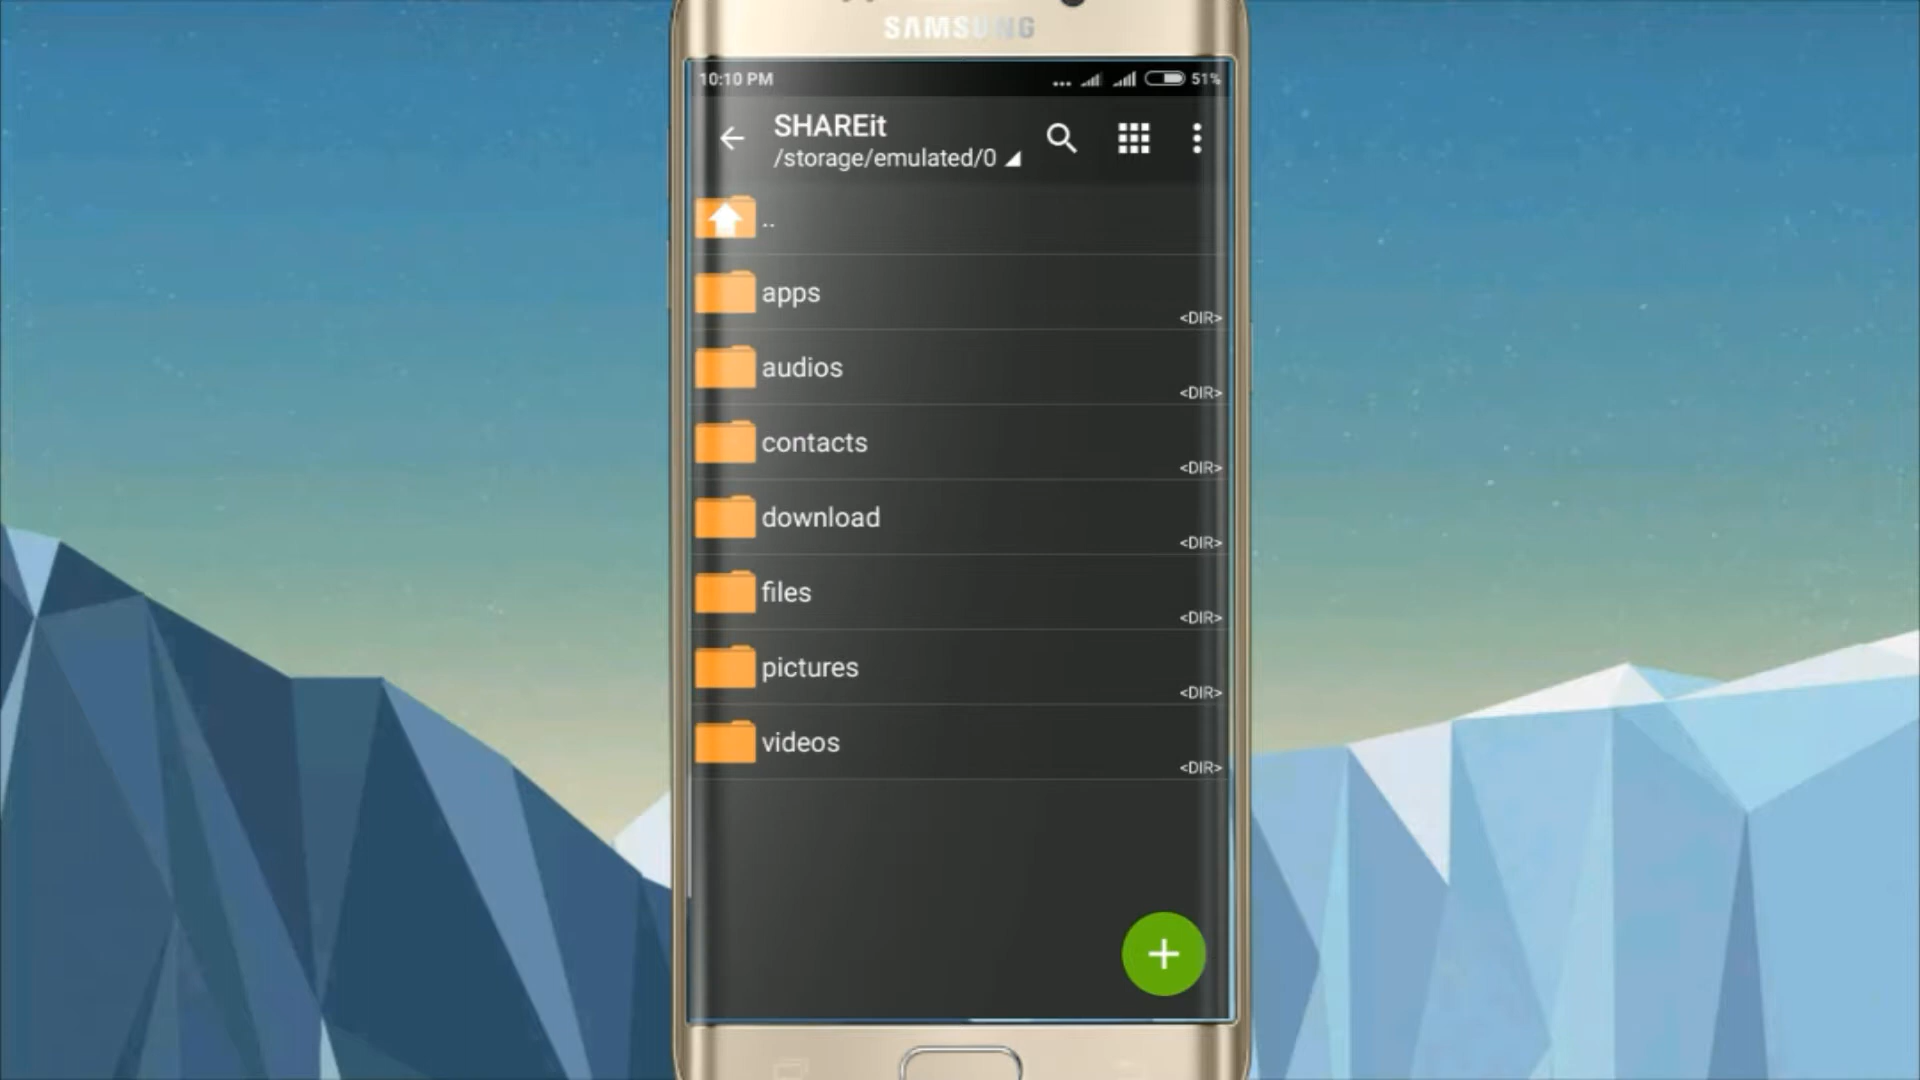 SAMSUNG
10:10 PM
51%
SHAREit
/storage/emulated/0
..
apps
<DIR>
audios
<DIR>
contacts
<DIR>
download
<DIR>
files
<DIR>
pictures
<DIR>
videos
<DIR>